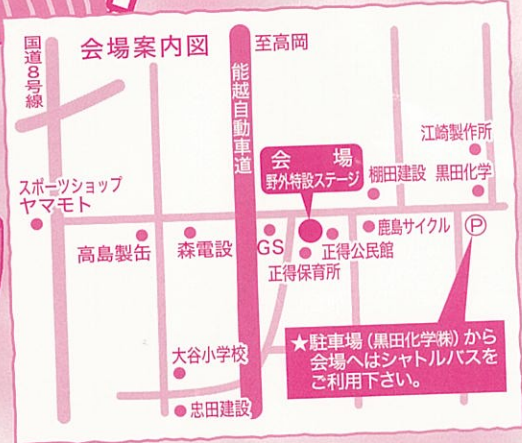 国道8号線
会場案内図
至高岡
能越自動車道
江崎製作所
会場
野外特設ステージ
棚田建設
黒田化学
スポーツショップ
ヤマモト
高島製缶
森電設
GS
正得公民館
鹿島サイクル
Ⓟ
正得保育所
★駐車場(黒田化学㈱)から
会場へはシャトルバスを
ご利用下さい。
大谷小学校
忠田建設